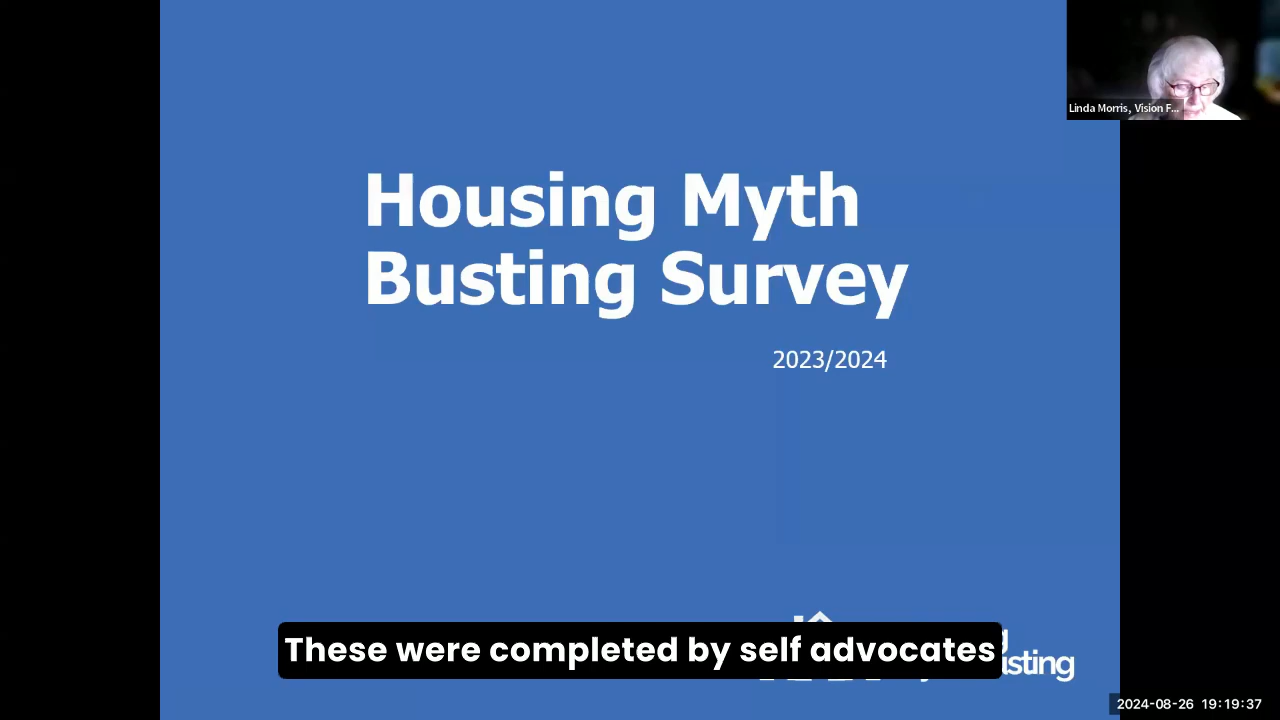 Linda Morris, Vision F...
Housing Myth
Busting Survey
2023/2024
These were completed by self advocates
2024-08-26 19:19:37